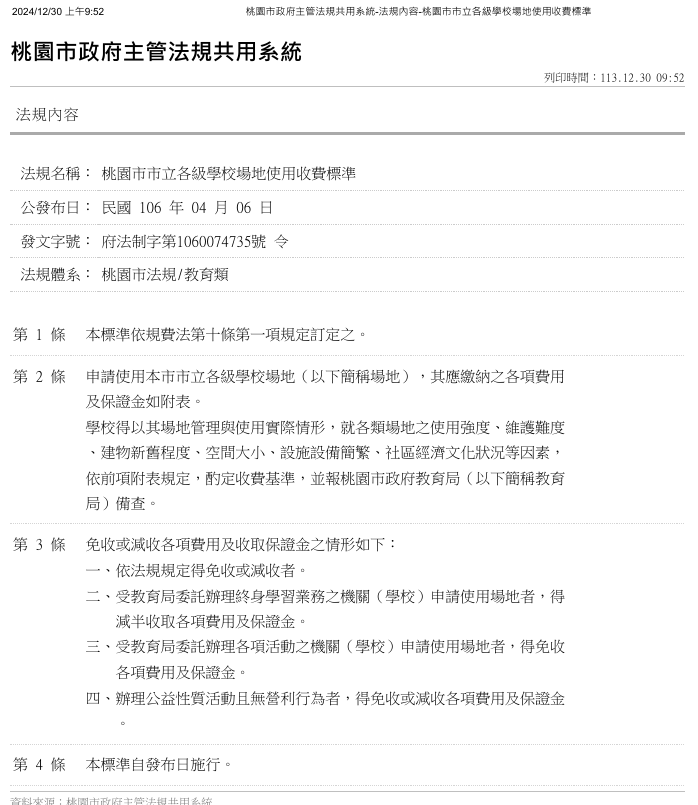 2024/12/30 上午9:52
桃園市政府主管法規共用系統-法規內容-桃園市市立各級學校場地使用收費標準
桃園市政府主管法規共用系統
列印時間：113.12.30 09:52
法規內容
法規名稱： 桃園市市立各級學校場地使用收費標準
公發布日： 民國 106 年 04 月 06 日
發文字號： 府法制字第1060074735號 令
法規體系： 桃園市法規/教育類
第 1 條 本標準依規費法第十條第一項規定訂定之。
第 2 條 申請使用本市市立各級學校場地（以下簡稱場地），其應繳納之各項費用
及保證金如附表。
學校得以其場地管理與使用實際情形，就各類場地之使用強度、維護難度
、建物新舊程度、空間大小、設施設備簡繁、社區經濟文化狀況等因素，
依前項附表規定，酌定收費基準，並報桃園市政府教育局（以下簡稱教育
局）備查。
第 3 條 免收或減收各項費用及收取保證金之情形如下：
一、依法規規定得免收或減收者。
二、受教育局委託辦理終身學習業務之機關（學校）申請使用場地者，得
減半收取各項費用及保證金。
三、受教育局委託辦理各項活動之機關（學校）申請使用場地者，得免收
各項費用及保證金。
四、辦理公益性質活動且無營利行為者，得免收或減收各項費用及保證金
。
第 4 條 本標準自發布日施行。
資料來源：桃園市政府主管法規共用系統